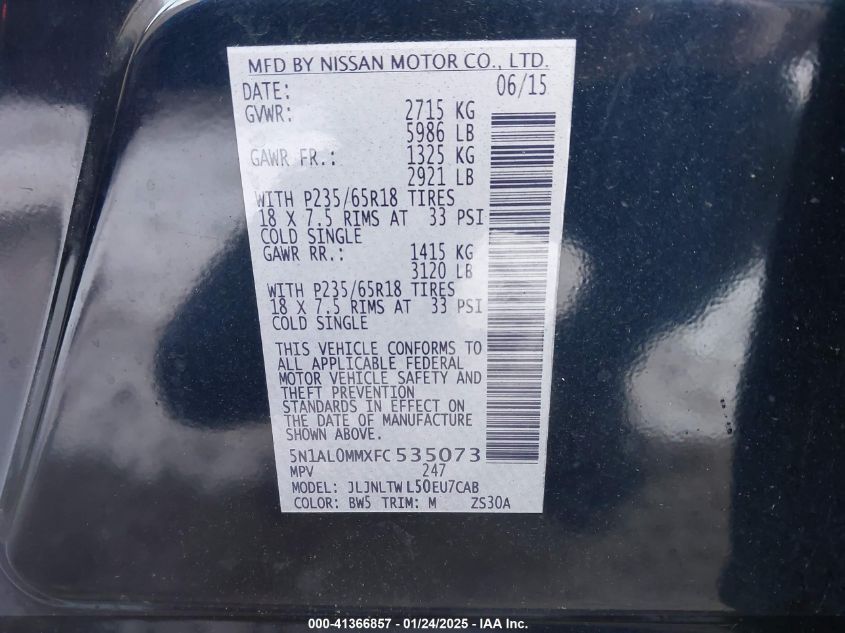 MFD BY NISSAN MOTOR CO., LTD.
DATE: 06/15
GVWR: 2715 KG
5986 LB
GAWR FR.: 1325 KG
2921 LB
WITH P235/65R18 TIRES
18 X 7.5 RIMS AT 33 PSI
COLD SINGLE
GAWR RR.: 1415 KG
3120 LB
WITH P235/65R18 TIRES
18 X 7.5 RIMS AT 33 PSI
COLD SINGLE
THIS VEHICLE CONFORMS TO
ALL APPLICABLE FEDERAL
MOTOR VEHICLE SAFETY AND
THEFT PREVENTION
STANDARDS IN EFFECT ON
THE DATE OF MANUFACTURE
SHOWN ABOVE.
5N1AL0MMXFC535073
MPV 247
MODEL: JLJNLTW L50EU7CAB
COLOR: BW5 TRIM: M ZS30A
000-41366857 - 01/24/2025 - IAA Inc.